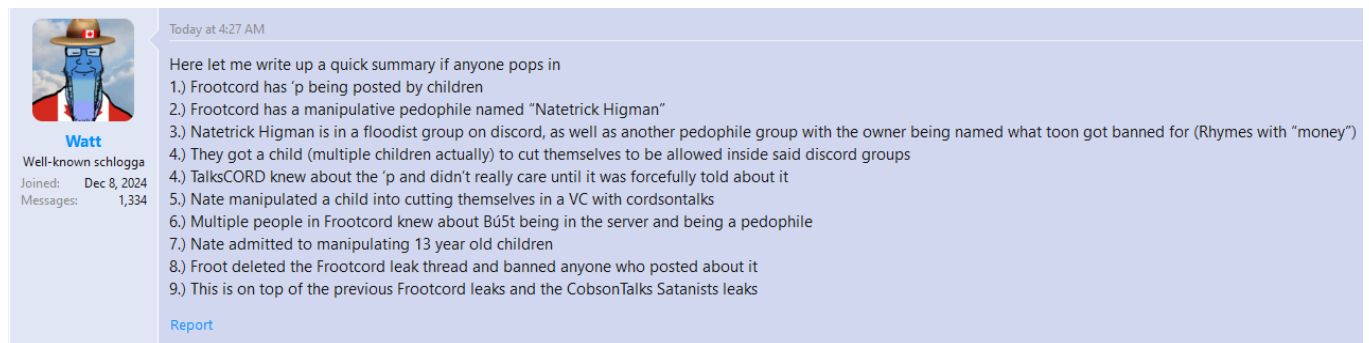 Today at 4:27 AM
Watt
Well-known schlogga
Joined: Dec 8, 2024
Messages: 1,334
Here let me write up a quick summary if anyone pops in
1.) Frootcord has ‘p being posted by children
2.) Frootcord has a manipulative pedophile named “Natetrick Higman”
3.) Natetrick Higman is in a floodist group on discord, as well as another pedophile group with the owner being named what toon got banned for (Rhymes with “money”)
4.) They got a child (multiple children actually) to cut themselves to be allowed inside said discord groups
4.) TalksCORD knew about the ‘p and didn’t really care until it was forcefully told about it
5.) Nate manipulated a child into cutting themselves in a VC with cordsontalks
6.) Multiple people in Frootcord knew about Bú5t being in the server and being a pedophile
7.) Nate admitted to manipulating 13 year old children
8.) Froot deleted the Frootcord leak thread and banned anyone who posted about it
9.) This is on top of the previous Frootcord leaks and the CobsonTalks Satanists leaks
Report